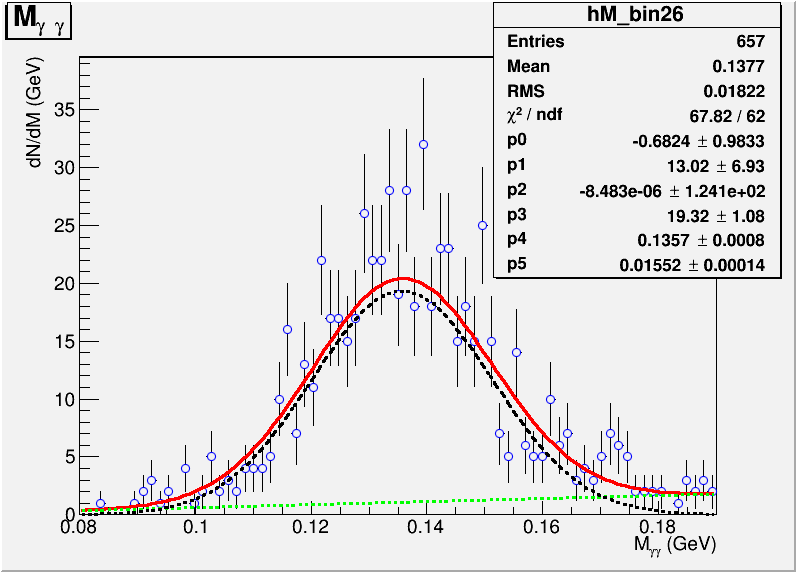 Mγ γ
hM_bin26
Entries 657
Mean 0.1377
RMS 0.01822
χ² / ndf 67.82 / 62
p0 -0.6824 ± 0.9833
p1 13.02 ± 6.93
p2 -8.483e-06 ± 1.241e+02
p3 19.32 ± 1.08
p4 0.1357 ± 0.0008
p5 0.01552 ± 0.00014
dN/dM (GeV)
35
30
25
20
15
10
5
0
0.08 0.1 0.12 0.14 0.16 0.18
Mγγ (GeV)